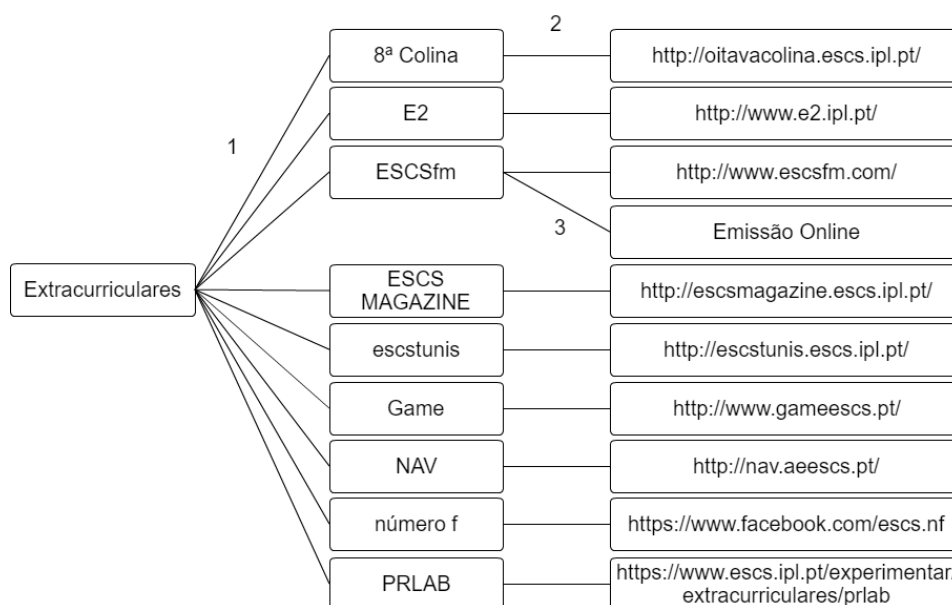 2
8ª Colina
http://oitavacolina.escs.ipl.pt/
E2
http://www.e2.ipl.pt/
1
ESCSfm
http://www.escsfm.com/
3
Emissão Online
Extracurriculares
ESCS
MAGAZINE
http://escsmagazine.escs.ipl.pt/
escstunis
http://escstunis.escs.ipl.pt/
Game
http://www.gameescs.pt/
NAV
http://nav.aeescs.pt/
número f
https://www.facebook.com/escs.nf
PRLAB
https://www.escs.ipl.pt/experimentar/
extracurriculares/prlab